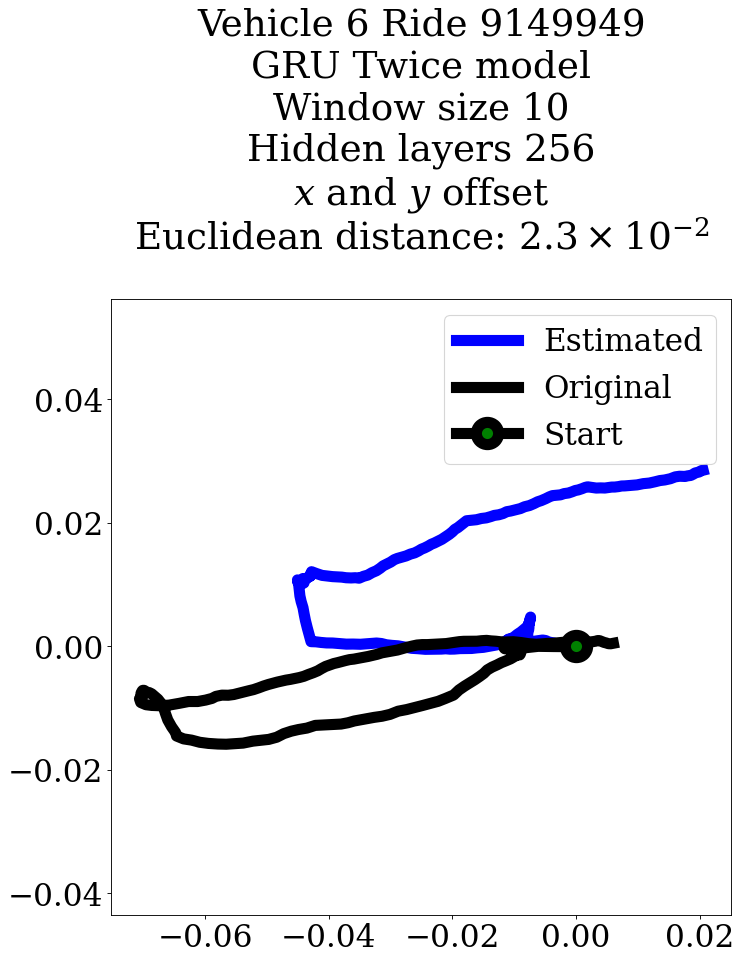 Vehicle 6 Ride 9149949
GRU Twice model
Window size 10
Hidden layers 256
x and y offset
Euclidean distance: 2.3 × 10⁻²
Estimated
Original
Start
0.04
0.02
0.00
−0.02
−0.04
−0.06 −0.04 −0.02 0.00 0.02